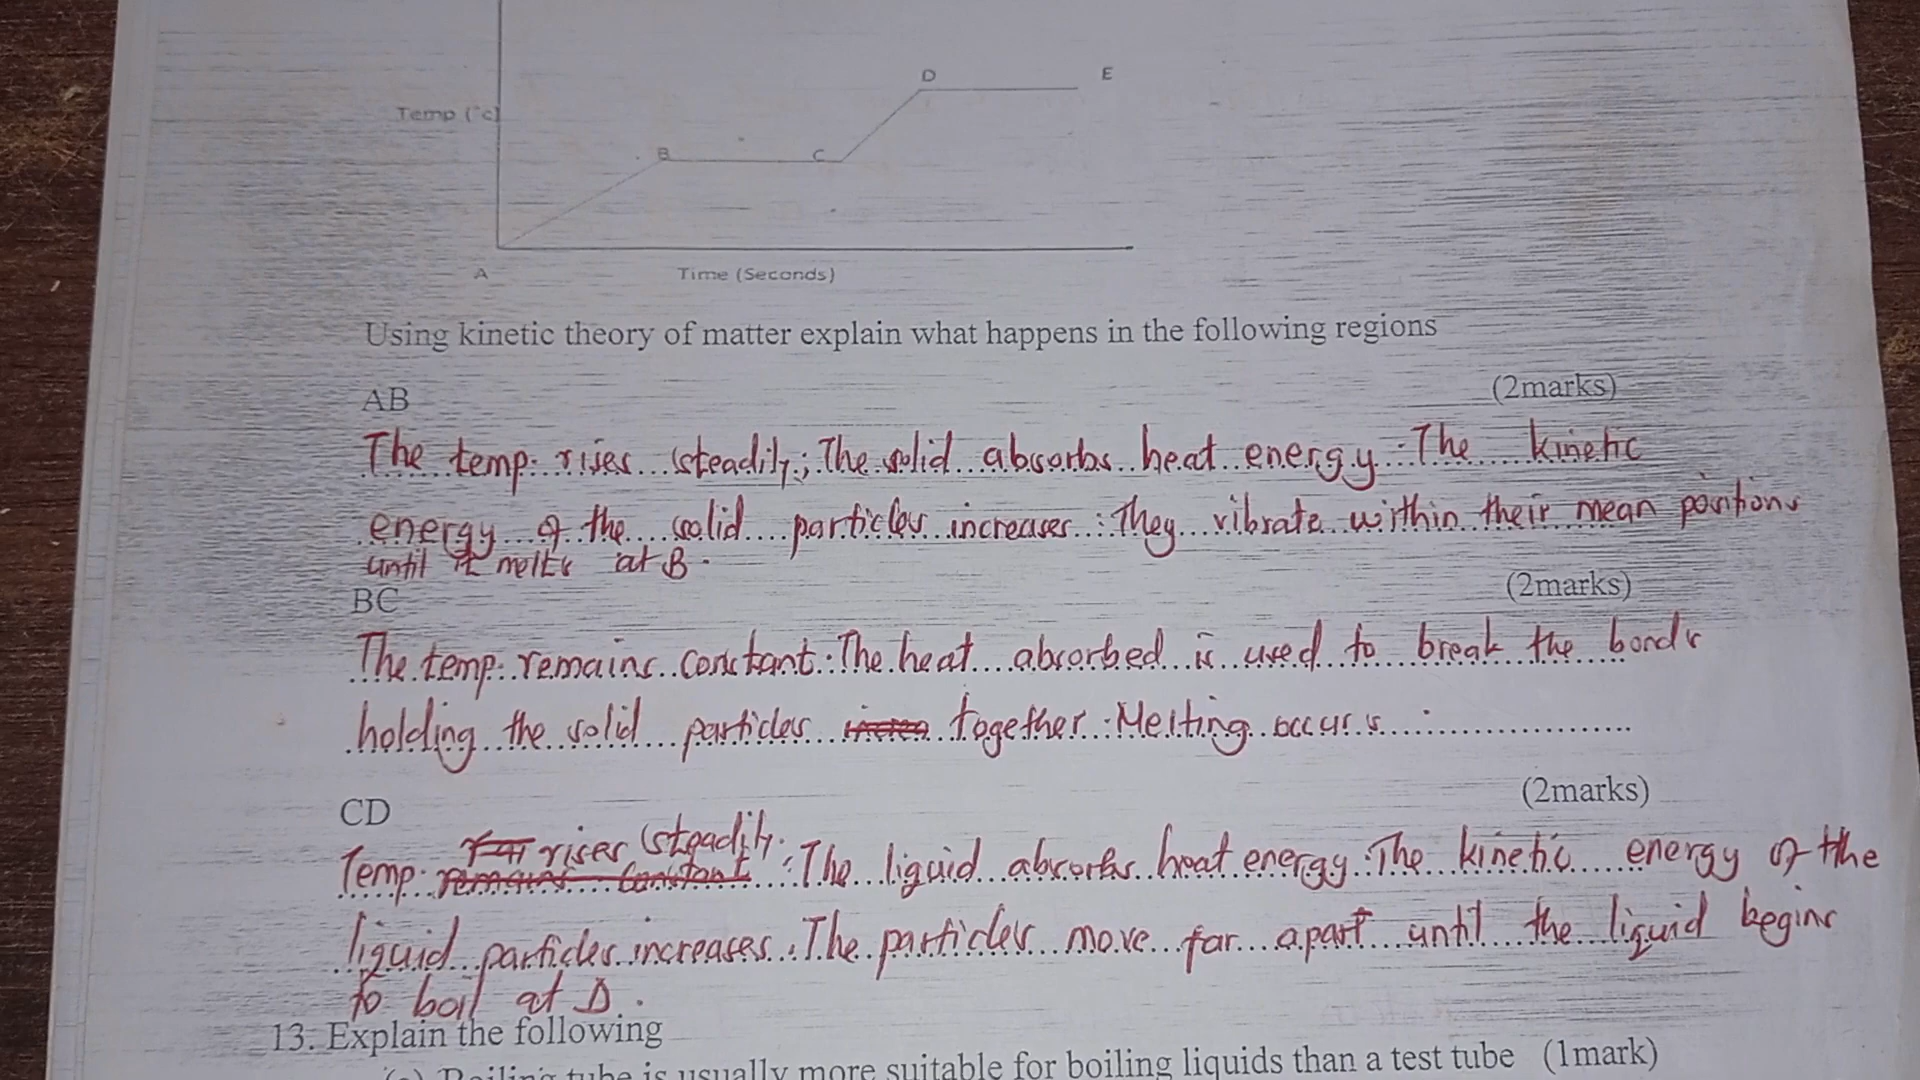 D
E
Temp (°c)
B
C
A
Time (Seconds)
Using kinetic theory of matter explain what happens in the following regions
AB (2marks)
The temp. rises steadily; The solid absorbs heat energy. The kinetic
energy of the solid particles increases. They vibrate within their mean positions
until it melts at B.
BC (2marks)
The temp. remains constant. The heat absorbed is used to break the bonds
holding the solid particles together. Melting occurs.
CD (2marks)
rises steadily.
Temp. remains constant. The liquid absorbs heat energy. The kinetic energy of the
liquid particles increases. The particles move far apart until the liquid begins
to boil at D.
13. Explain the following
Boiling tube is usually more suitable for boiling liquids than a test tube (1mark)